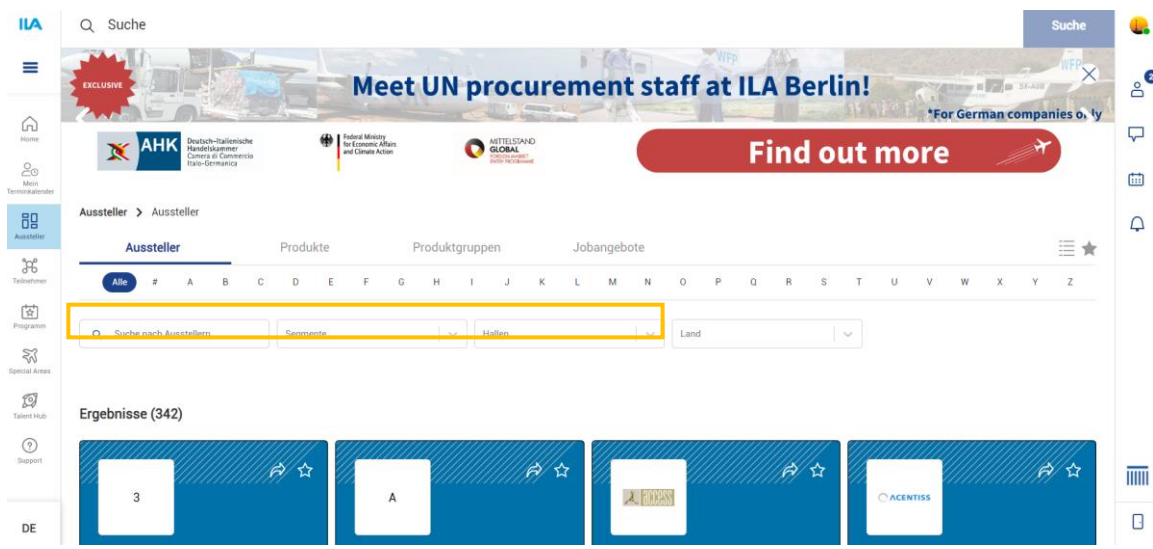 ILA
Suche
Suche
EXCLUSIVE
Meet UN procurement staff at ILA Berlin!
WFP
WFP
*For German companies only
AHK
Deutsch-Italienische
Handelskammer
Camera di Commercio
Italo-Germanica
Federal Ministry
for Economic Affairs
and Climate Action
MITTELSTAND
GLOBAL
Find out more
Home
Mein
Terminkalender
Aussteller
Teilnehmer
Programm
Special Areas
Talent Hub
Support
DE
Aussteller > Aussteller
Aussteller Produkte Produktgruppen Jobangebote
Alle # A B C D E F G H I J K L M N O P Q R S T U V W X Y Z
Suche nach Ausstellern Segmente Hallen Land
Ergebnisse (342)
3
A
access
ACENTISS